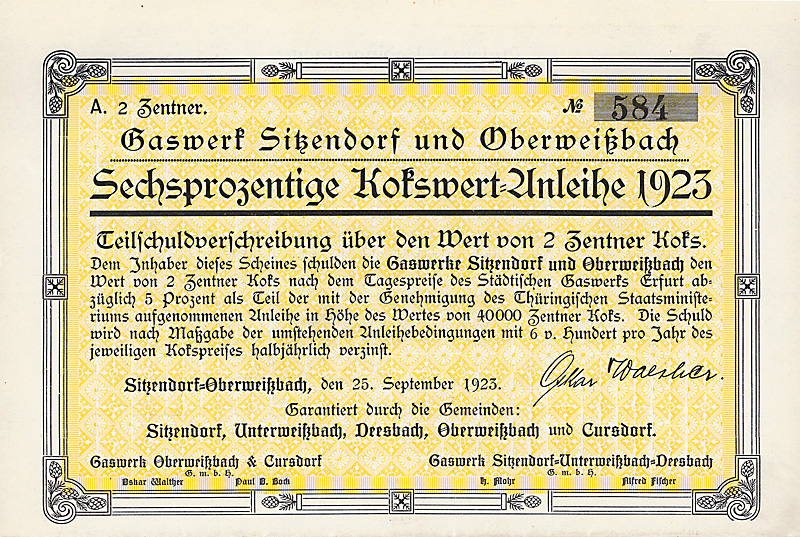 A. 2 Zentner.
№ 584
Gaswerk Sitzendorf und Oberweißbach
Sechsprozentige Kokswert-Anleihe 1923
Teilschuldverschreibung über den Wert von 2 Zentner Koks.
Dem Inhaber dieses Scheines schulden die Gaswerke Sitzendorf und Oberweißbach den
Wert von 2 Zentner Koks nach dem Tagespreise des Städtischen Gaswerks Erfurt ab-
züglich 5 Prozent als Teil der mit der Genehmigung des Thüringischen Staatsministe-
riums aufgenommenen Anleihe in Höhe des Wertes von 40000 Zentner Koks. Die Schuld
wird nach Maßgabe der umstehenden Anleihebedingungen mit 6 v. Hundert pro Jahr des
jeweiligen Kokspreises halbjährlich verzinst.
Sitzendorf-Oberweißbach, den 25. September 1923.
Oskar Walther.
Garantiert durch die Gemeinden:
Sitzendorf, Unterweißbach, Deesbach, Oberweißbach und Cursdorf.
Gaswerk Oberweißbach & Cursdorf
G. m. b. H.
Oskar Walther Paul B. Bock
Gaswerk Sitzendorf-Unterweißbach-Deesbach
G. m. b. H.
H. Mohr Alfred Fischer